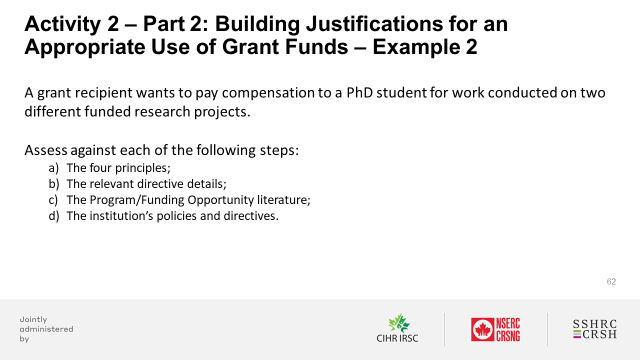 Activity 2 – Part 2: Building Justifications for an
Appropriate Use of Grant Funds – Example 2
A grant recipient wants to pay compensation to a PhD student for work conducted on two
different funded research projects.
Assess against each of the following steps:
a) The four principles;
b) The relevant directive details;
c) The Program/Funding Opportunity literature;
d) The institution's policies and directives.
62
Jointly
administered
by
CIHR IRSC
NSERC
CRSNG
SSHRC
CRSH